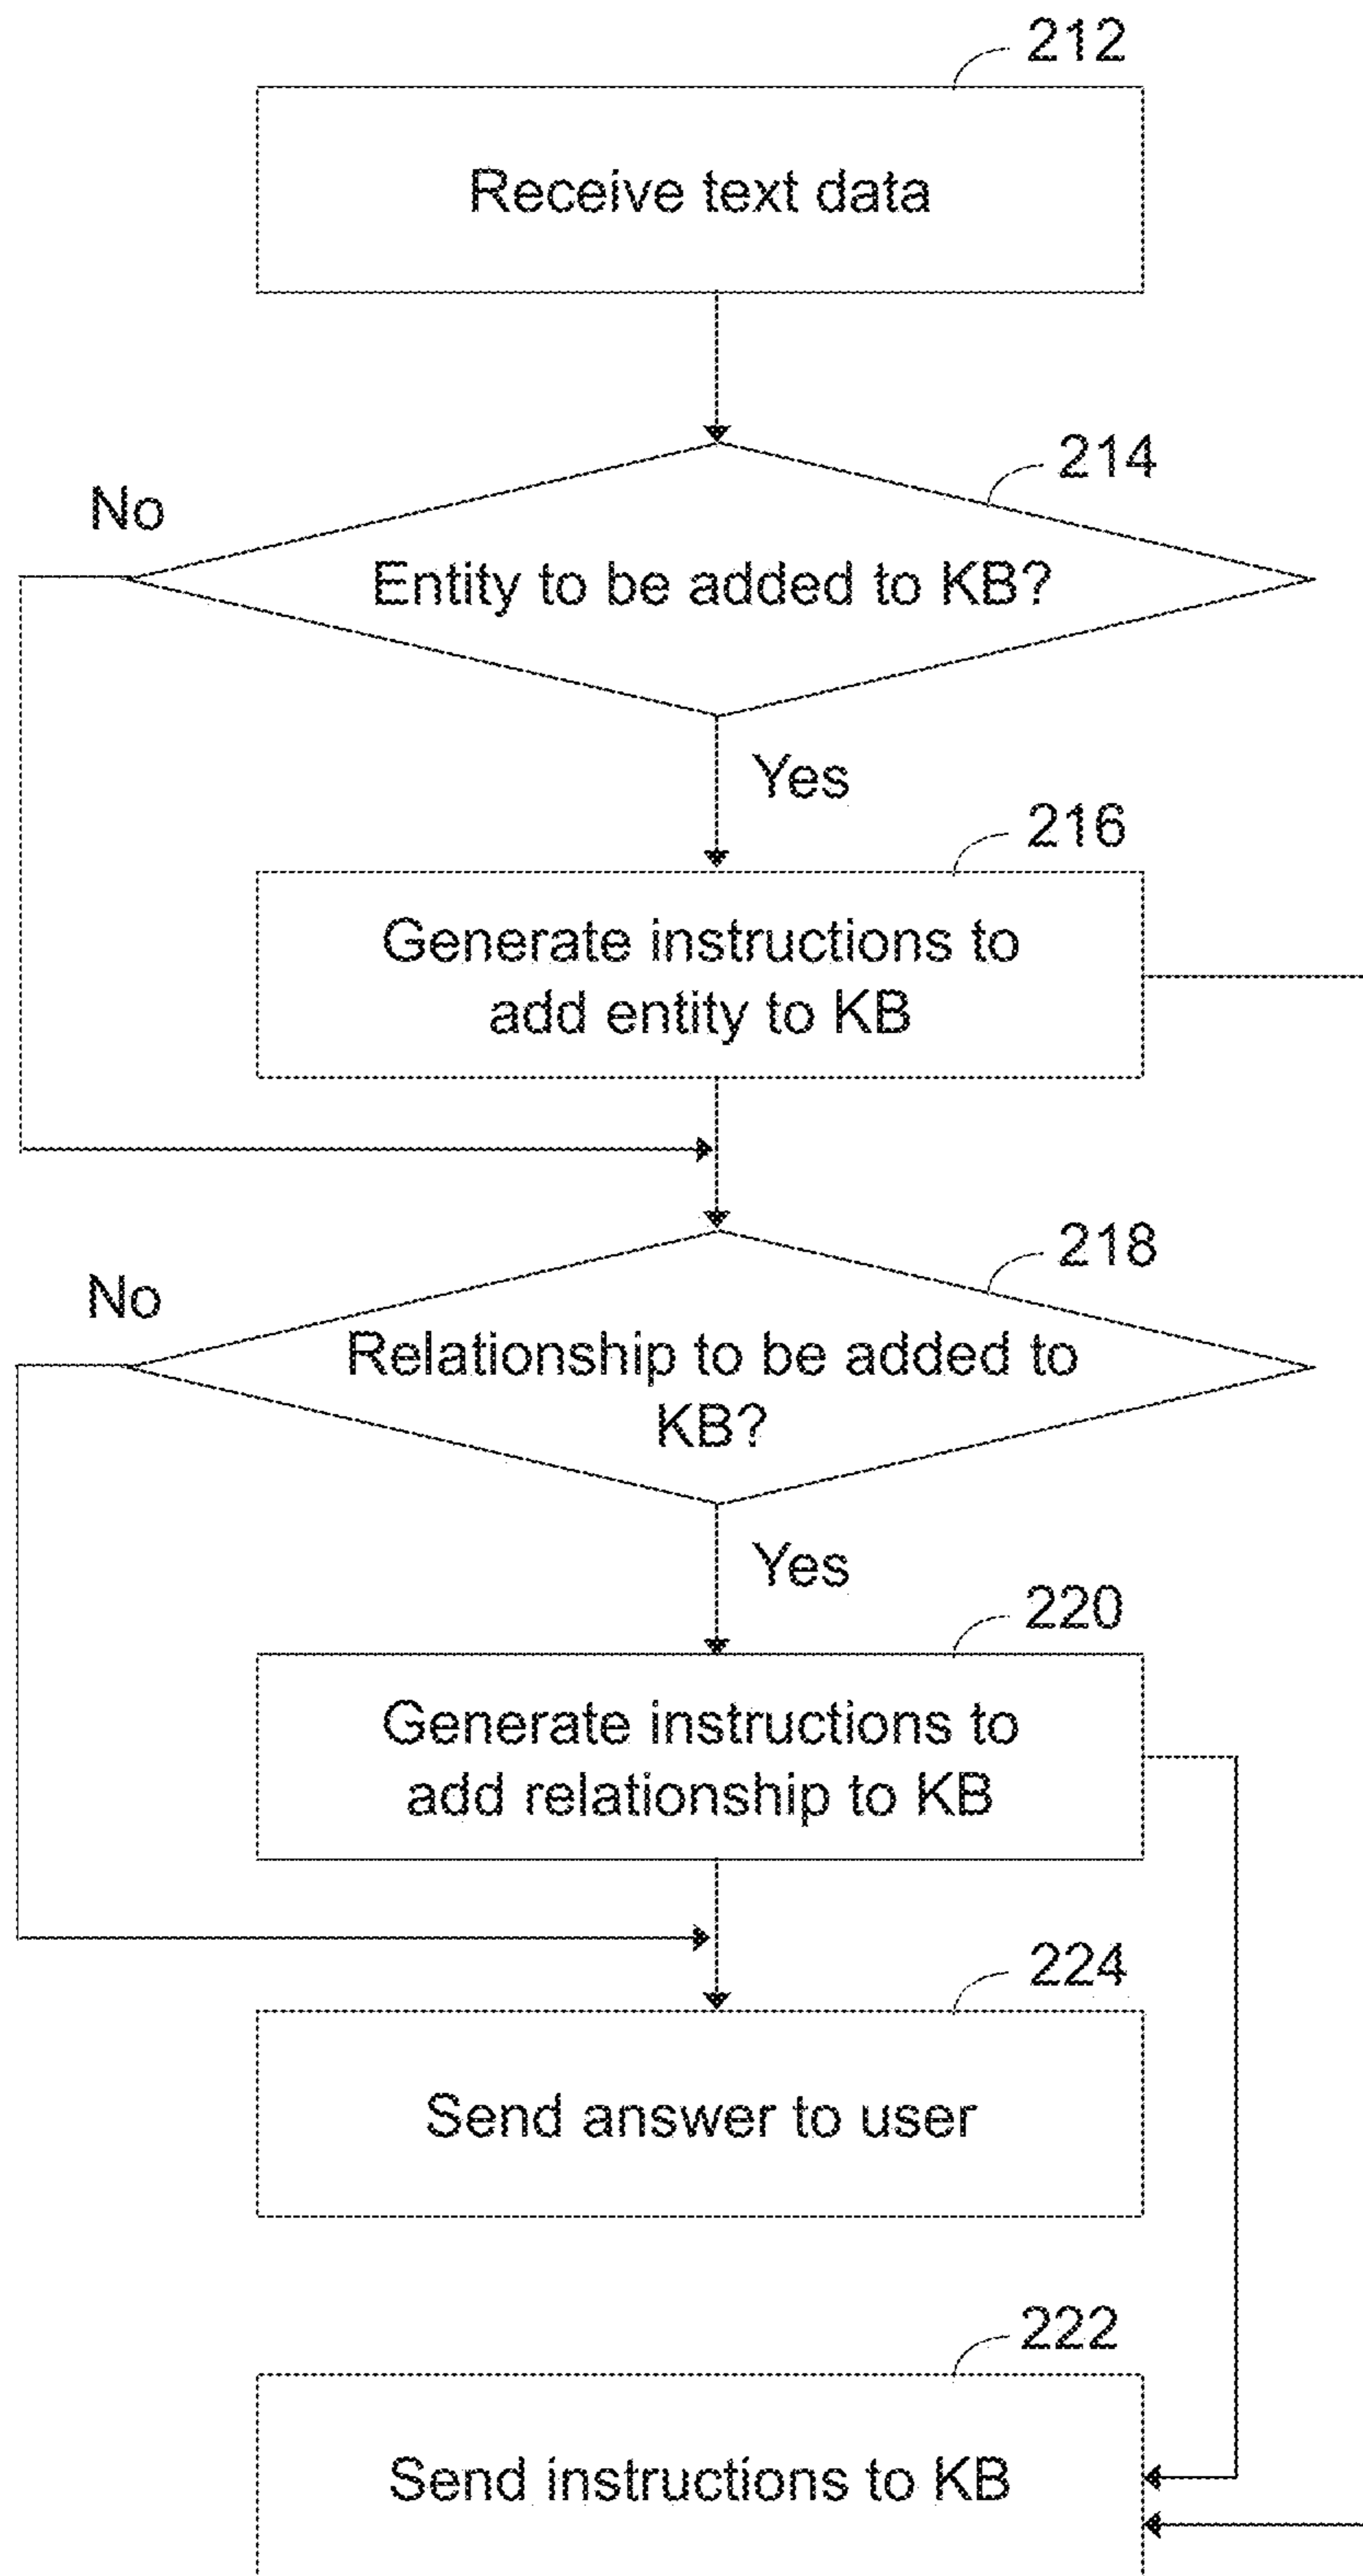 212
Receive text data
214
No
Entity to be added to KB?
Yes
216
Generate instructions to
add entity to KB
218
No
Relationship to be added to
KB?
Yes
220
Generate instructions to
add relationship to KB
224
Send answer to user
222
Send instructions to KB